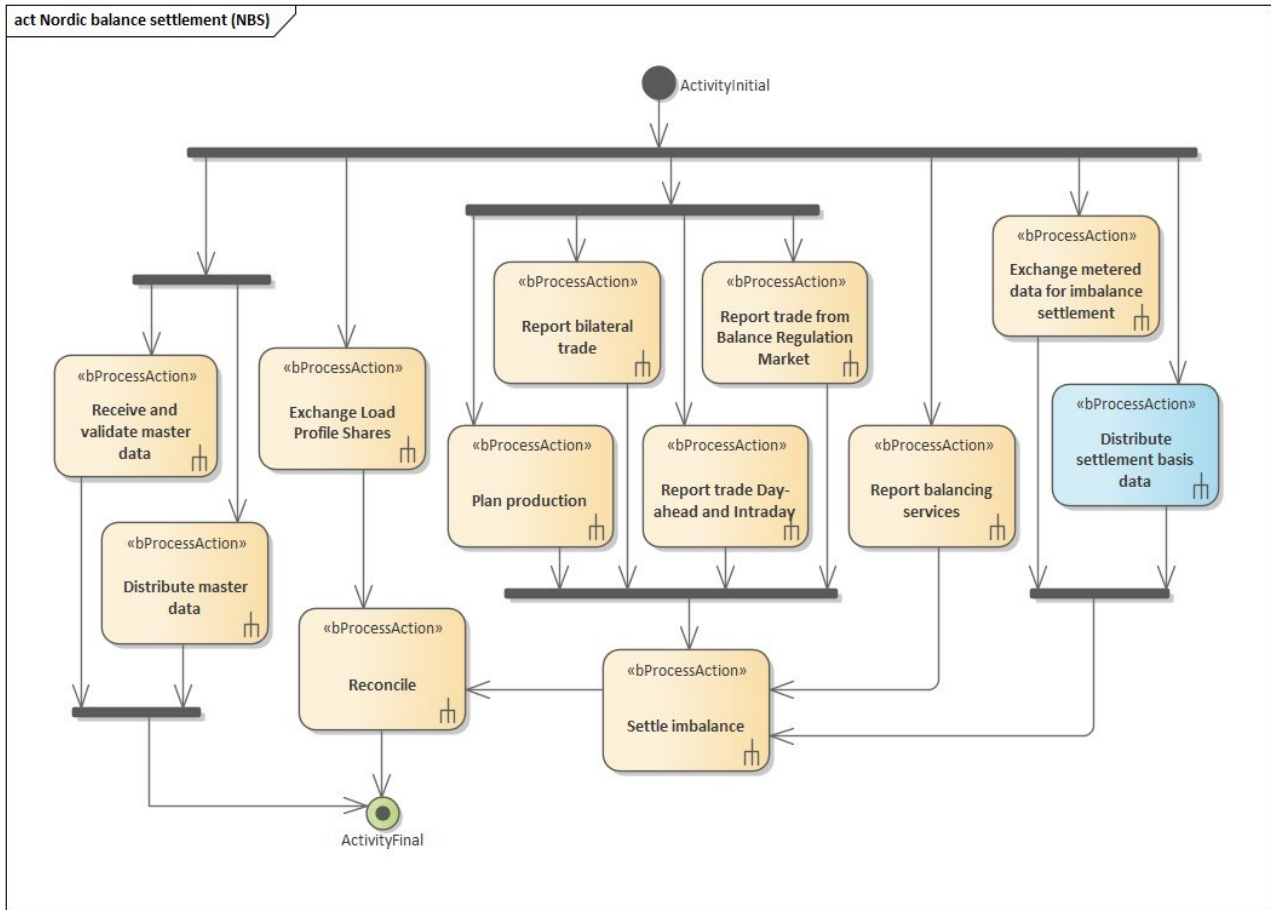 act Nordic balance settlement (NBS)
ActivityInitial
«bProcessAction»
Exchange metered
data for imbalance
settlement
«bProcessAction»
Report bilateral
trade
«bProcessAction»
Report trade from
Balance Regulation
Market
«bProcessAction»
Receive and
validate master
data
«bProcessAction»
Exchange Load
Profile Shares
«bProcessAction»
Distribute
settlement basis
data
«bProcessAction»
Plan production
«bProcessAction»
Report trade Day-
ahead and Intraday
«bProcessAction»
Report balancing
services
«bProcessAction»
Distribute master
data
«bProcessAction»
Reconcile
«bProcessAction»
Settle imbalance
ActivityFinal